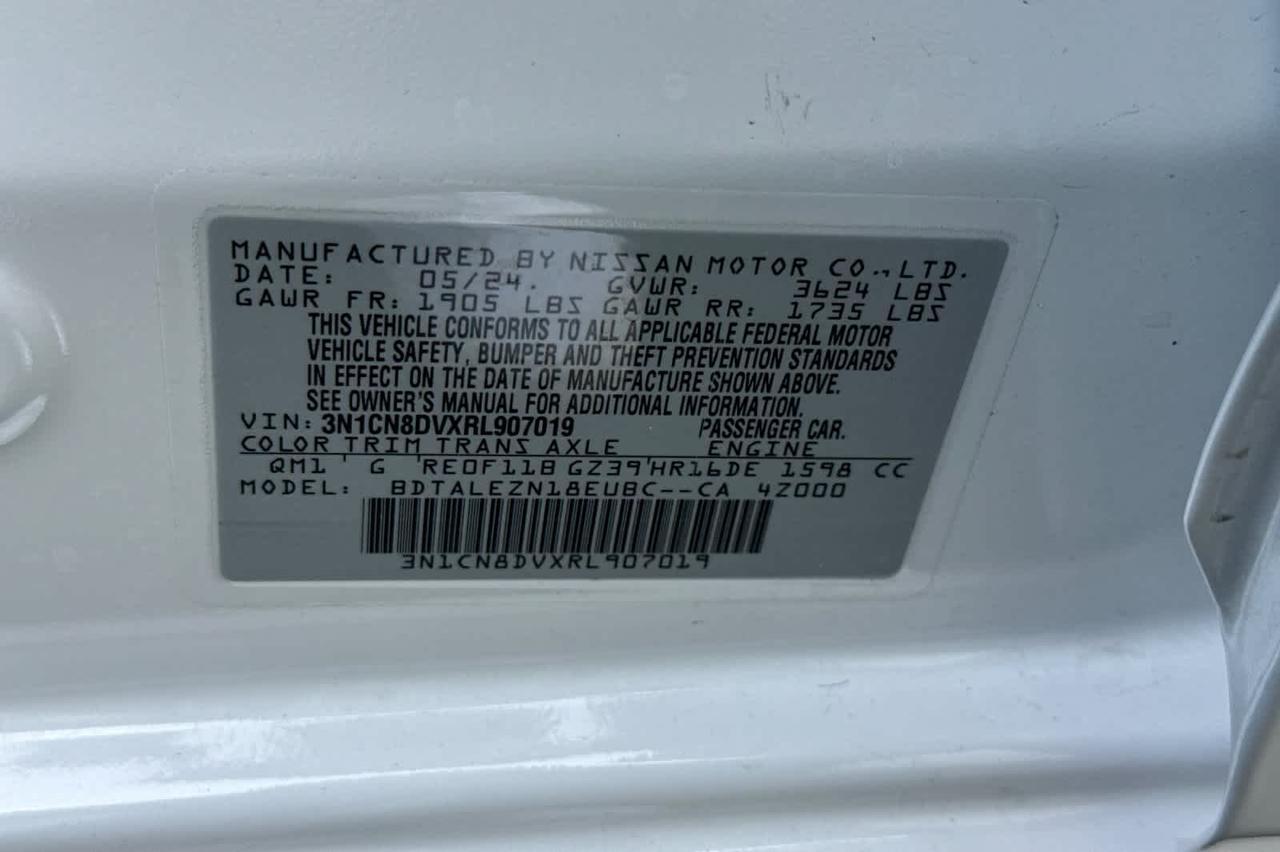 MANUFACTURED BY NISSAN MOTOR CO., LTD.
DATE: 05/24. GVWR: 3624 LBS
GAWR FR: 1905 LBS GAWR RR: 1735 LBS
THIS VEHICLE CONFORMS TO ALL APPLICABLE FEDERAL MOTOR
VEHICLE SAFETY, BUMPER AND THEFT PREVENTION STANDARDS
IN EFFECT ON THE DATE OF MANUFACTURE SHOWN ABOVE.
SEE OWNER'S MANUAL FOR ADDITIONAL INFORMATION.
VIN: 3N1CN8DVXRL907019 PASSENGER CAR.
COLOR TRIM TRANS AXLE ENGINE
QM1 ' G 'RE0F11B GZ39'HR16DE 1598 CC
MODEL: BDTALEZN18EUBC--CA 4Z000
3N1CN8DVXRL907019